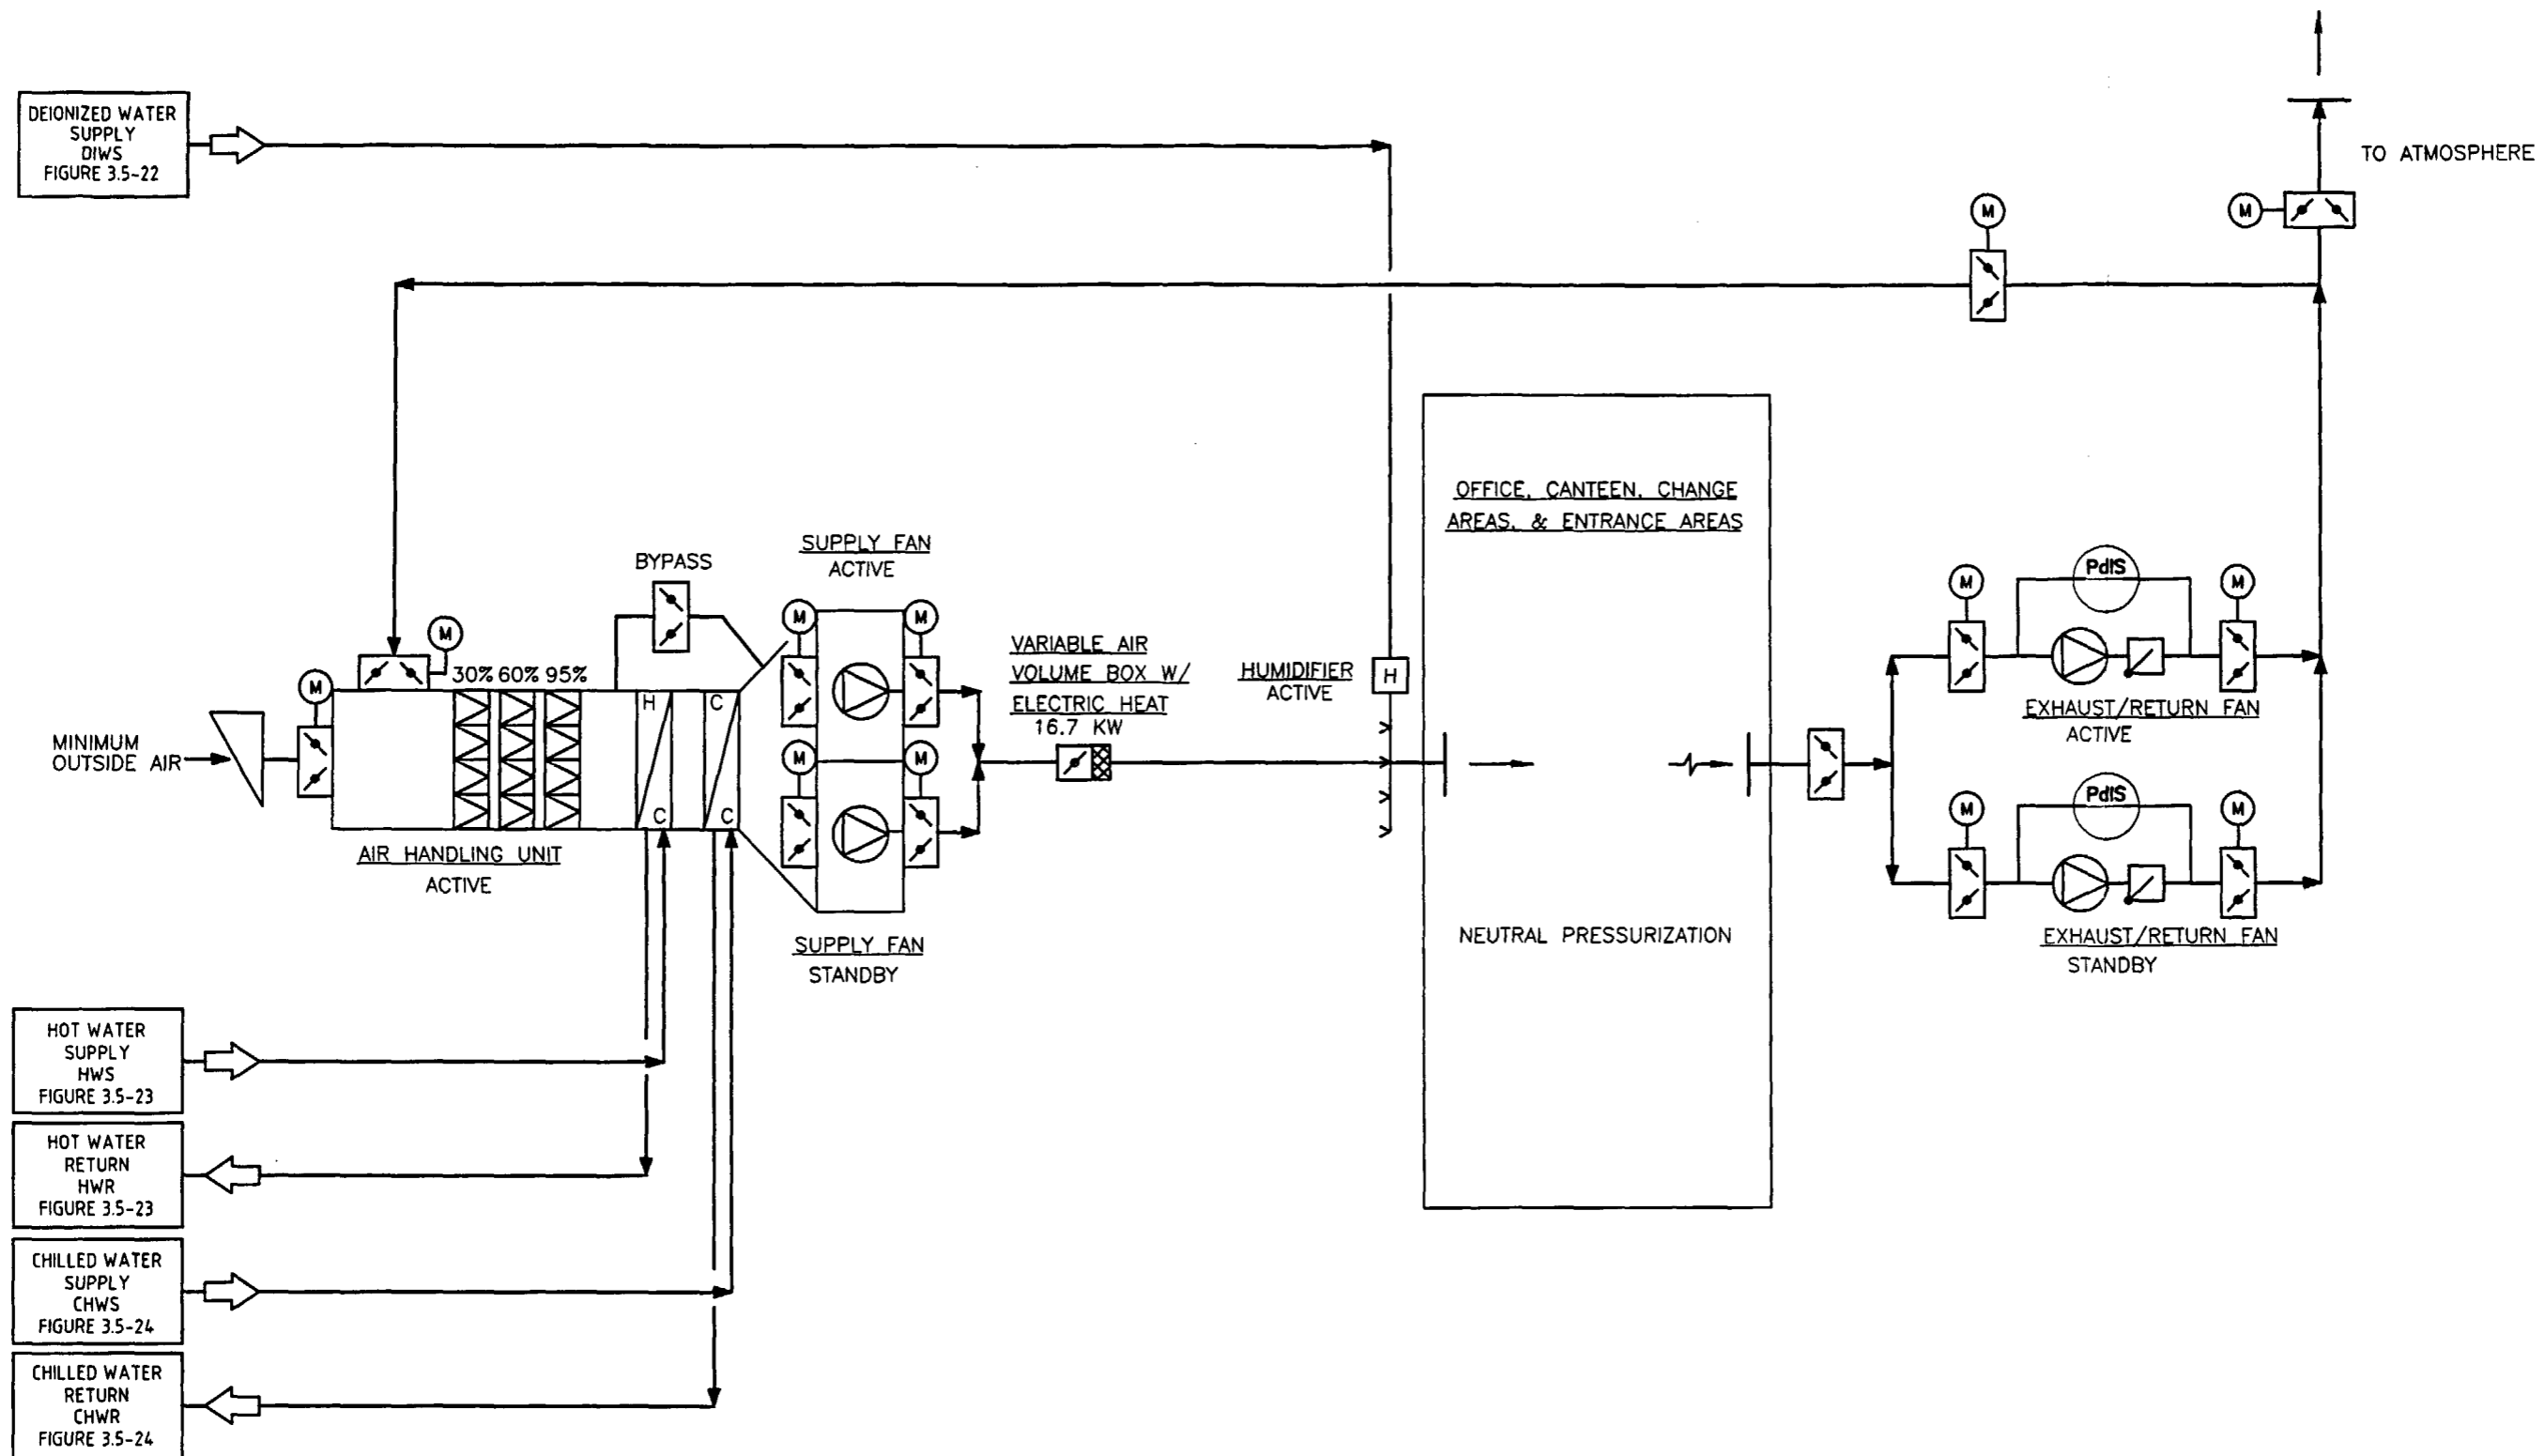 DEIONIZED WATER
SUPPLY
DIWS
FIGURE 3.5-22
TO ATMOSPHERE
M
M
OFFICE, CANTEEN, CHANGE
AREAS, & ENTRANCE AREAS
NEUTRAL PRESSURIZATION
BYPASS
SUPPLY FAN
ACTIVE
M
M
M
M
SUPPLY FAN
STANDBY
M
M
30% 60% 95%
H
C
C
C
MINIMUM
OUTSIDE AIR
AIR HANDLING UNIT
ACTIVE
VARIABLE AIR
VOLUME BOX W/
ELECTRIC HEAT
16.7 KW
HUMIDIFIER
ACTIVE
H
M
PdIS
M
EXHAUST/RETURN FAN
ACTIVE
M
PdIS
M
EXHAUST/RETURN FAN
STANDBY
HOT WATER
SUPPLY
HWS
FIGURE 3.5-23
HOT WATER
RETURN
HWR
FIGURE 3.5-23
CHILLED WATER
SUPPLY
CHWS
FIGURE 3.5-24
CHILLED WATER
RETURN
CHWR
FIGURE 3.5-24